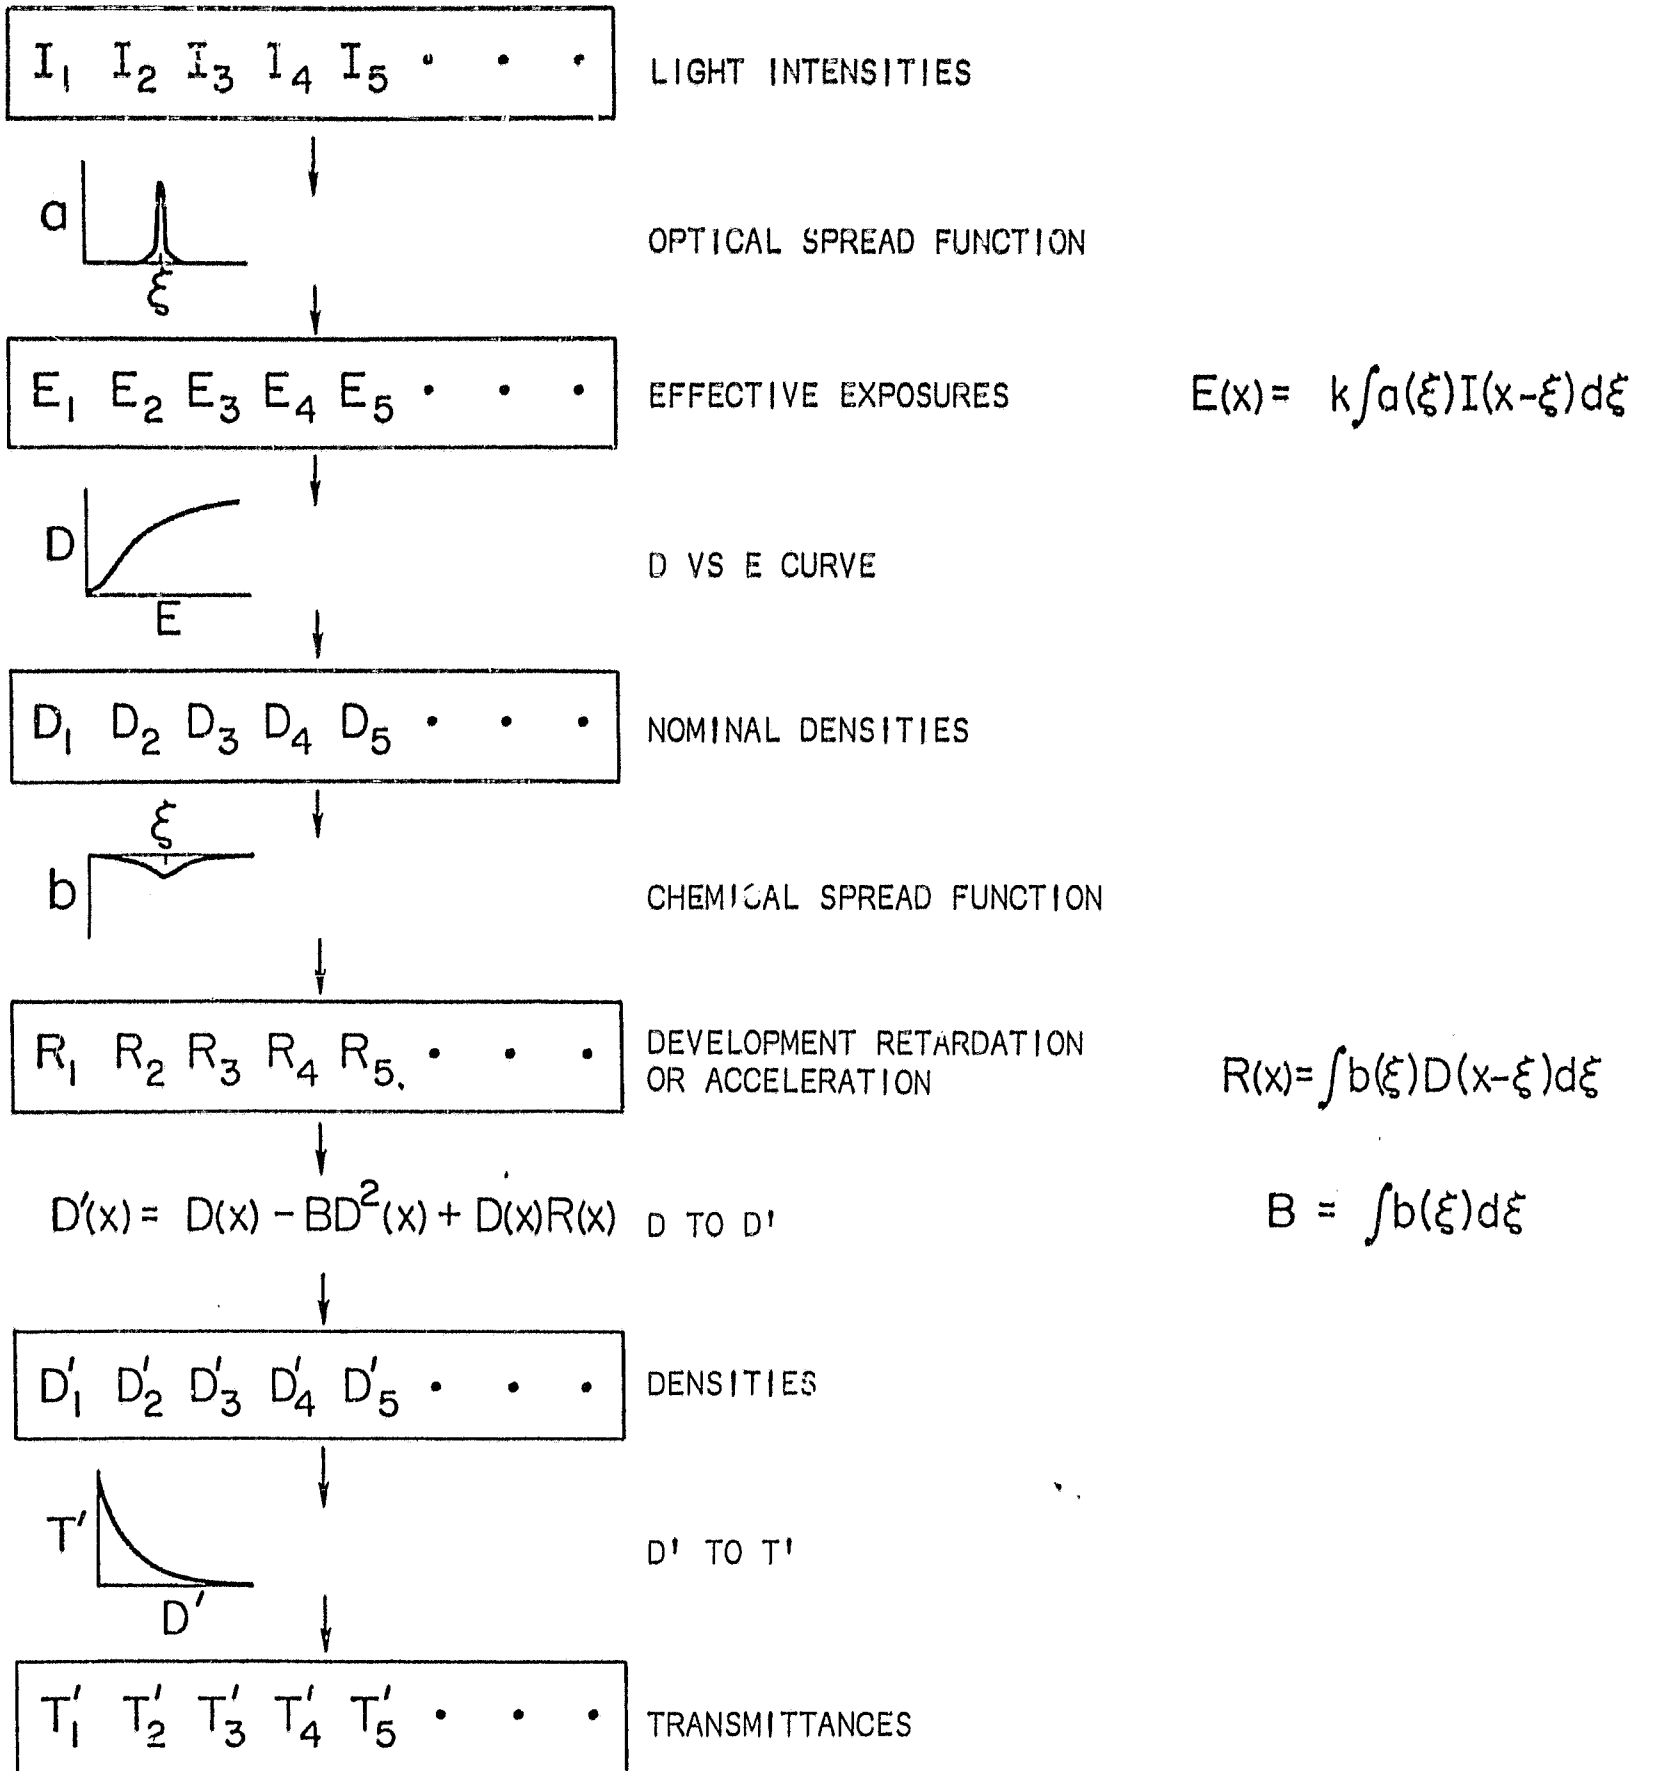 I₁ I₂ I₃ I₄ I₅ • • • LIGHT INTENSITIES
a
OPTICAL SPREAD FUNCTION
ξ
E₁ E₂ E₃ E₄ E₅ • • • EFFECTIVE EXPOSURES E(x) = k∫a(ξ)I(x-ξ)dξ
D
D VS E CURVE
E
D₁ D₂ D₃ D₄ D₅ • • • NOMINAL DENSITIES
ξ
b
CHEMICAL SPREAD FUNCTION
R₁ R₂ R₃ R₄ R₅ • • • DEVELOPMENT RETARDATION
OR ACCELERATION
R(x)=∫b(ξ)D(x-ξ)dξ
D'(x) = D(x) - BD²(x) + D(x)R(x) D TO D'
B = ∫b(ξ)dξ
D'₁ D'₂ D'₃ D'₄ D'₅ • • • DENSITIES
T'
D' TO T'
D'
T'₁ T'₂ T'₃ T'₄ T'₅ • • • TRANSMITTANCES